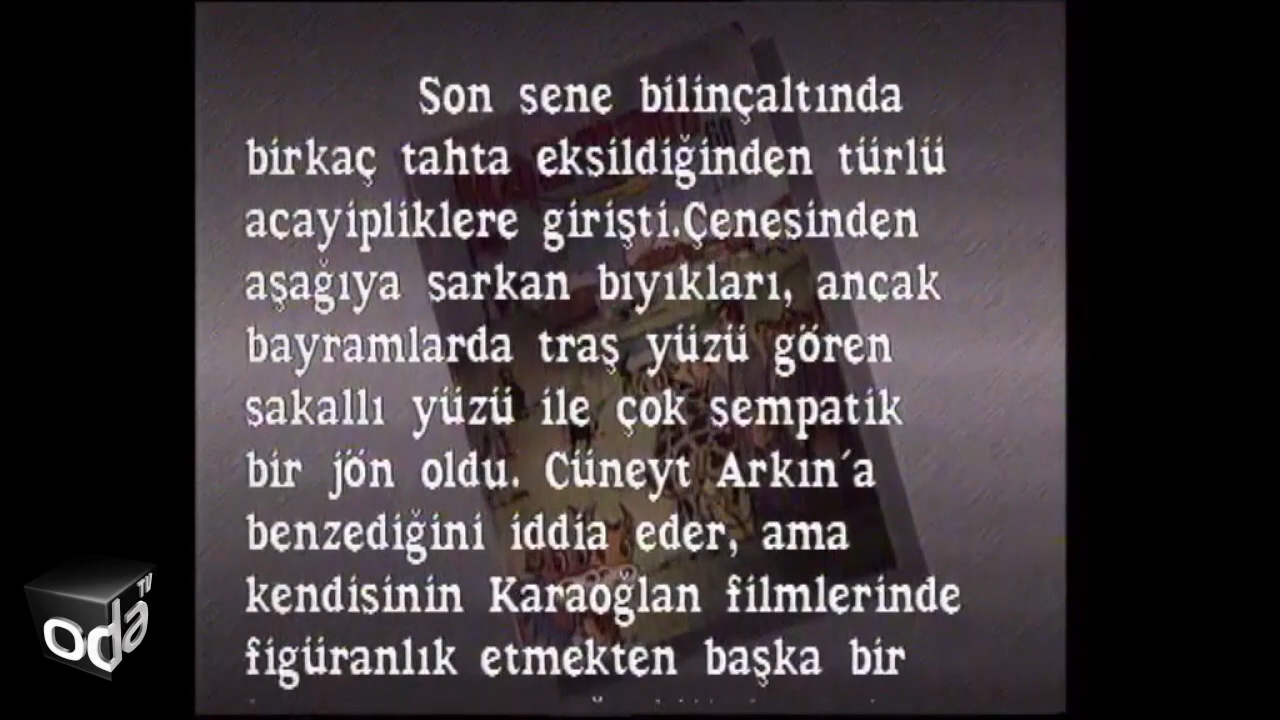 Son sene bilinçaltında
birkaç tahta eksildiğinden türlü
acayipliklere girişti.Çenesinden
aşağıya sarkan bıyıkları, ancak
bayramlarda traş yüzü gören
sakallı yüzü ile çok sempatik
bir jön oldu. Cüneyt Arkın´a
benzediğini iddia eder, ama
kendisinin Karaoğlan filmlerinde
figüranlık etmekten başka bir
oda TV